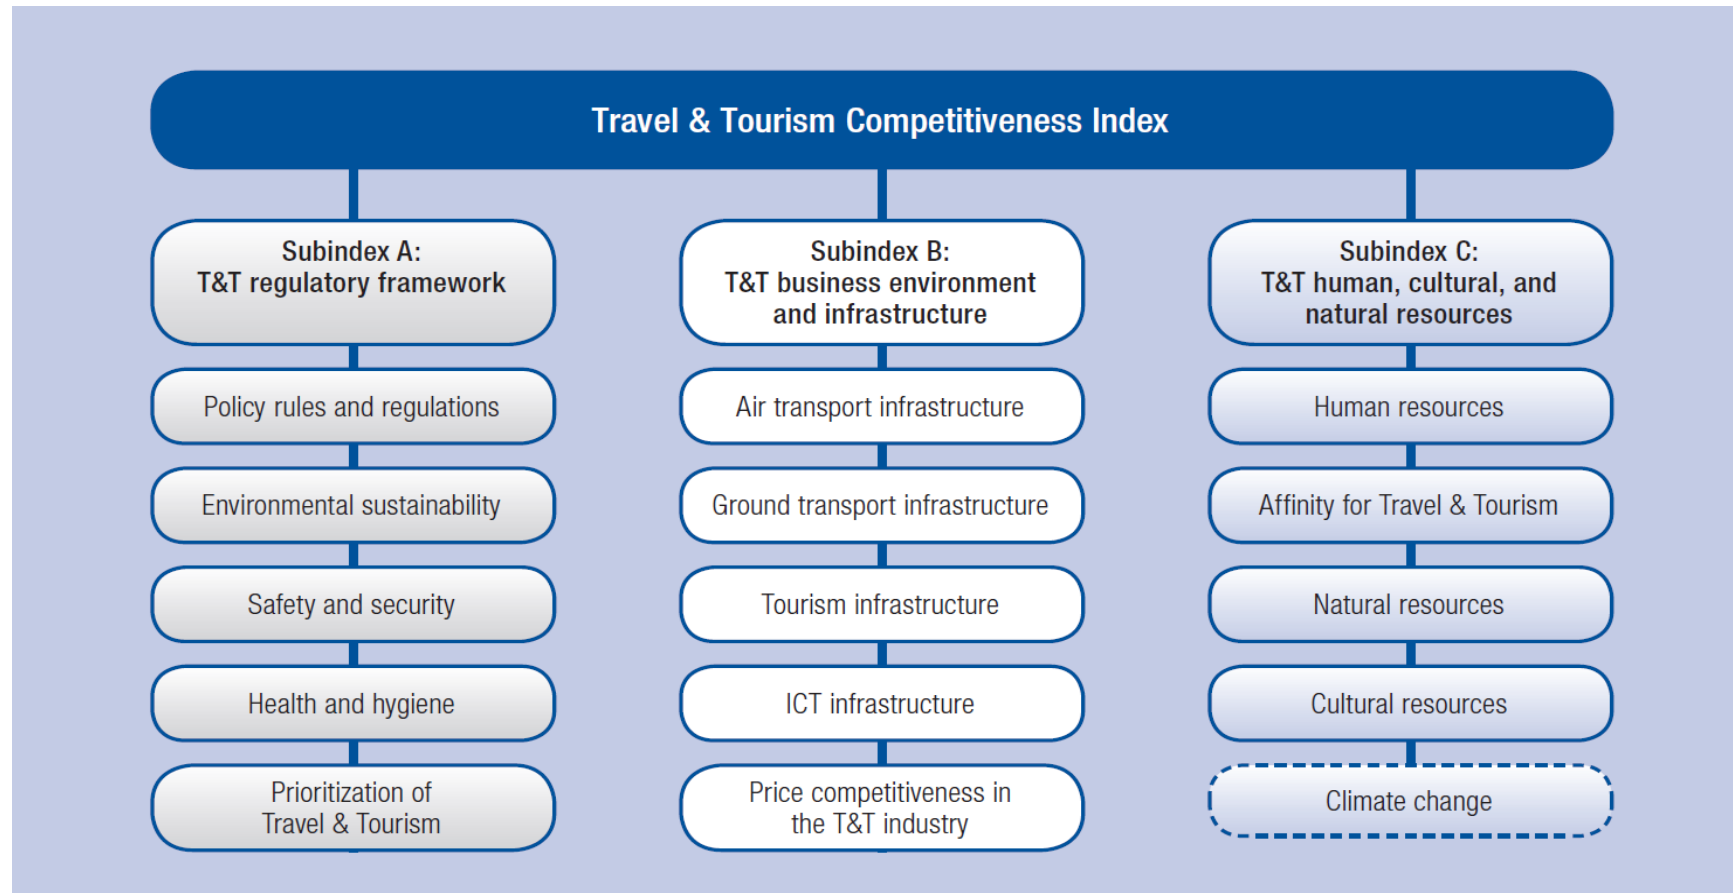 Travel & Tourism Competitiveness Index
Subindex A:
T&T regulatory framework
Policy rules and regulations
Environmental sustainability
Safety and security
Health and hygiene
Prioritization of
Travel & Tourism
Subindex B:
T&T business environment
and infrastructure
Air transport infrastructure
Ground transport infrastructure
Tourism infrastructure
ICT infrastructure
Price competitiveness in
the T&T industry
Subindex C:
T&T human, cultural, and
natural resources
Human resources
Affinity for Travel & Tourism
Natural resources
Cultural resources
Climate change